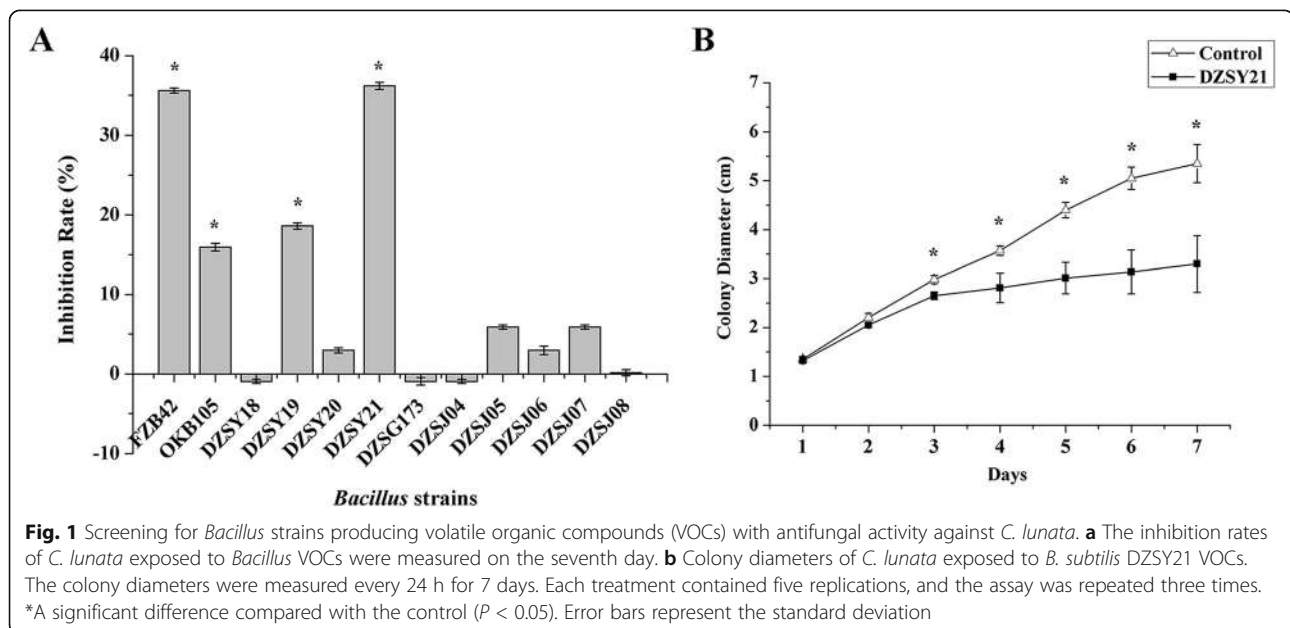 A
Inhibition Rate (%)
40
30
20
10
0
-10
*
*
*
*
FZB42
OKB105
DZSY18
DZSY19
DZSY20
DZSY21
DZSG173
DZSJ04
DZSJ05
DZSJ06
DZSJ07
DZSJ08
Bacillus strains
B
Control
DZSY21
Colony Diameter (cm)
7
6
5
4
3
2
1
0
*
*
*
*
*
1 2 3 4 5 6 7
Days
Fig. 1 Screening for Bacillus strains producing volatile organic compounds (VOCs) with antifungal activity against C. lunata. a The inhibition rates
of C. lunata exposed to Bacillus VOCs were measured on the seventh day. b Colony diameters of C. lunata exposed to B. subtilis DZSY21 VOCs.
The colony diameters were measured every 24 h for 7 days. Each treatment contained five replications, and the assay was repeated three times.
*A significant difference compared with the control (P < 0.05). Error bars represent the standard deviation